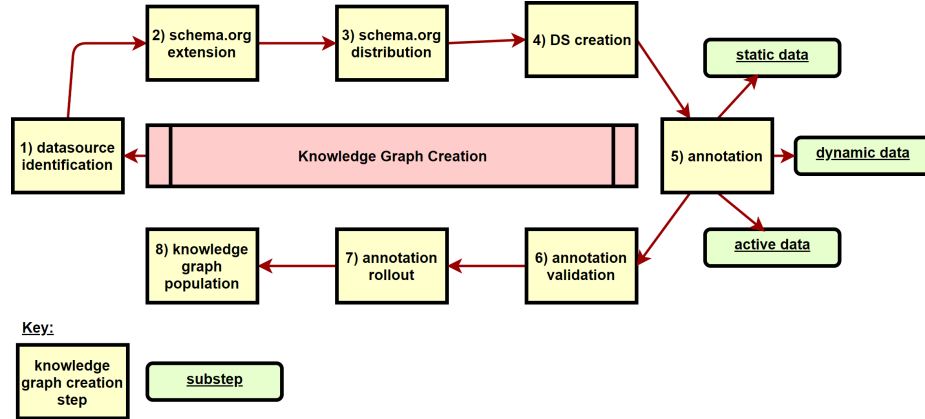 2) schema.org
extension
3) schema.org
distribution
4) DS creation
static data
1) datasource
identification
Knowledge Graph Creation
5) annotation
dynamic data
8) knowledge
graph
population
7) annotation
rollout
6) annotation
validation
active data
Key:
knowledge
graph creation
step
substep